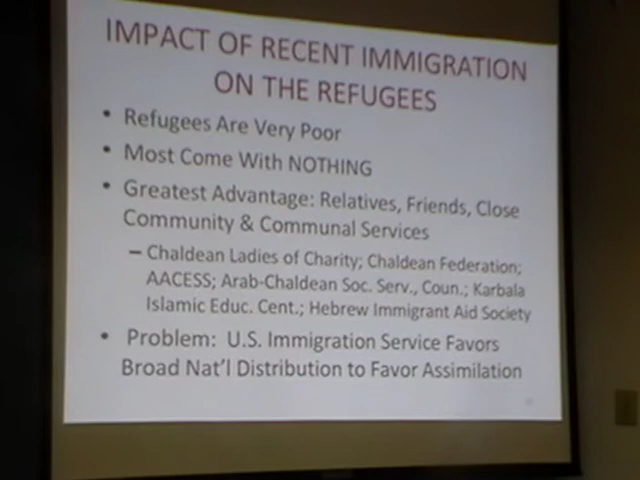 IMPACT OF RECENT IMMIGRATION
ON THE REFUGEES
• Refugees Are Very Poor
• Most Come With NOTHING
• Greatest Advantage: Relatives, Friends, Close
Community & Communal Services
– Chaldean Ladies of Charity; Chaldean Federation;
AACESS; Arab-Chaldean Soc. Serv., Coun.; Karbala
Islamic Educ. Cent.; Hebrew Immigrant Aid Society
• Problem: U.S. Immigration Service Favors
Broad Nat'l Distribution to Favor Assimilation